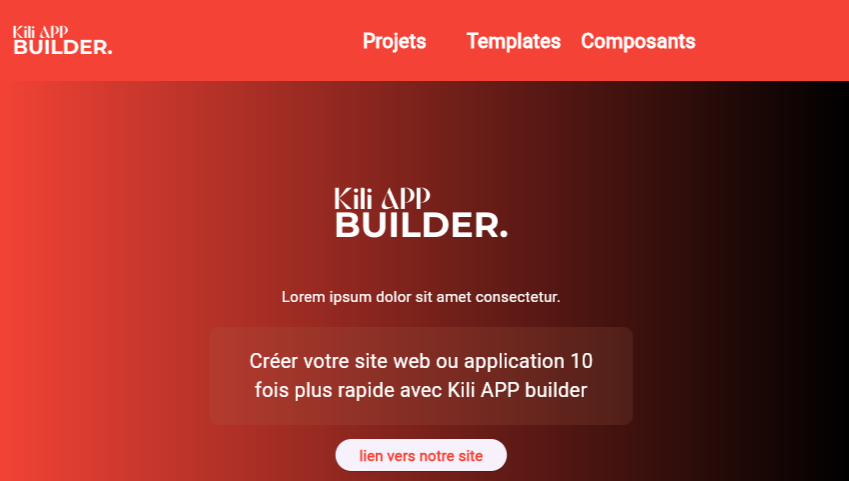 Kili APP
BUILDER.
Projets Templates Composants
Kili APP
BUILDER.
Lorem ipsum dolor sit amet consectetur.
Créer votre site web ou application 10
fois plus rapide avec Kili APP builder
lien vers notre site